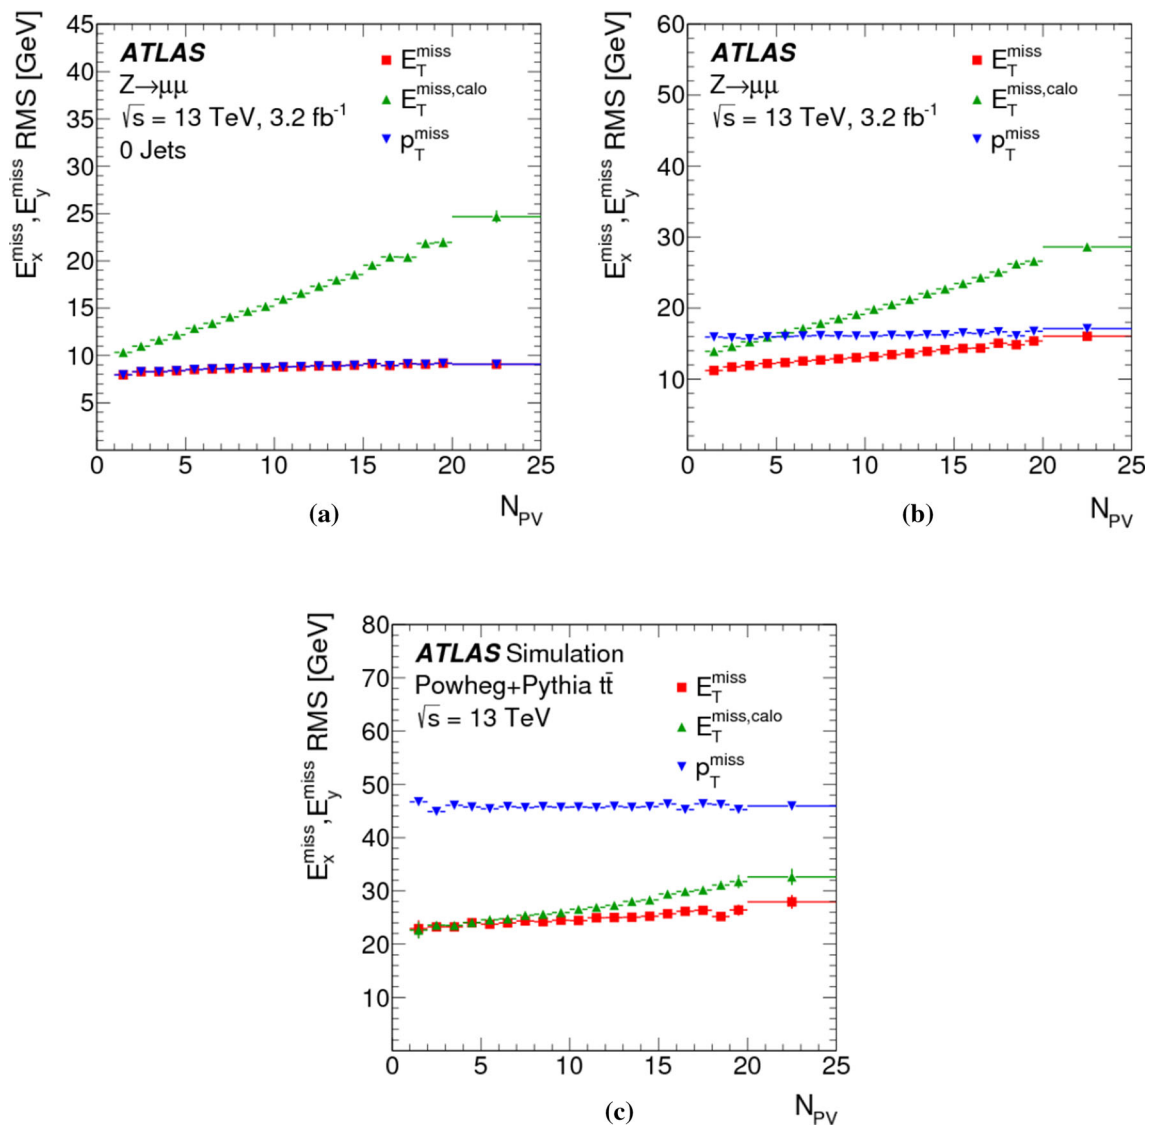 E_x^miss, E_y^miss RMS [GeV]
45
40
35
30
25
20
15
10
5
ATLAS
Z→μμ
√s = 13 TeV, 3.2 fb⁻¹
0 Jets
E_T^miss
E_T^miss,calo
p_T^miss
0 5 10 15 20 25
N_PV
(a)
E_x^miss, E_y^miss RMS [GeV]
60
50
40
30
20
10
ATLAS
Z→μμ
√s = 13 TeV, 3.2 fb⁻¹
E_T^miss
E_T^miss,calo
p_T^miss
0 5 10 15 20 25
N_PV
(b)
E_x^miss, E_y^miss RMS [GeV]
80
70
60
50
40
30
20
10
ATLAS Simulation
Powheg+Pythia tt̄
√s = 13 TeV
E_T^miss
E_T^miss,calo
p_T^miss
0 5 10 15 20 25
N_PV
(c)